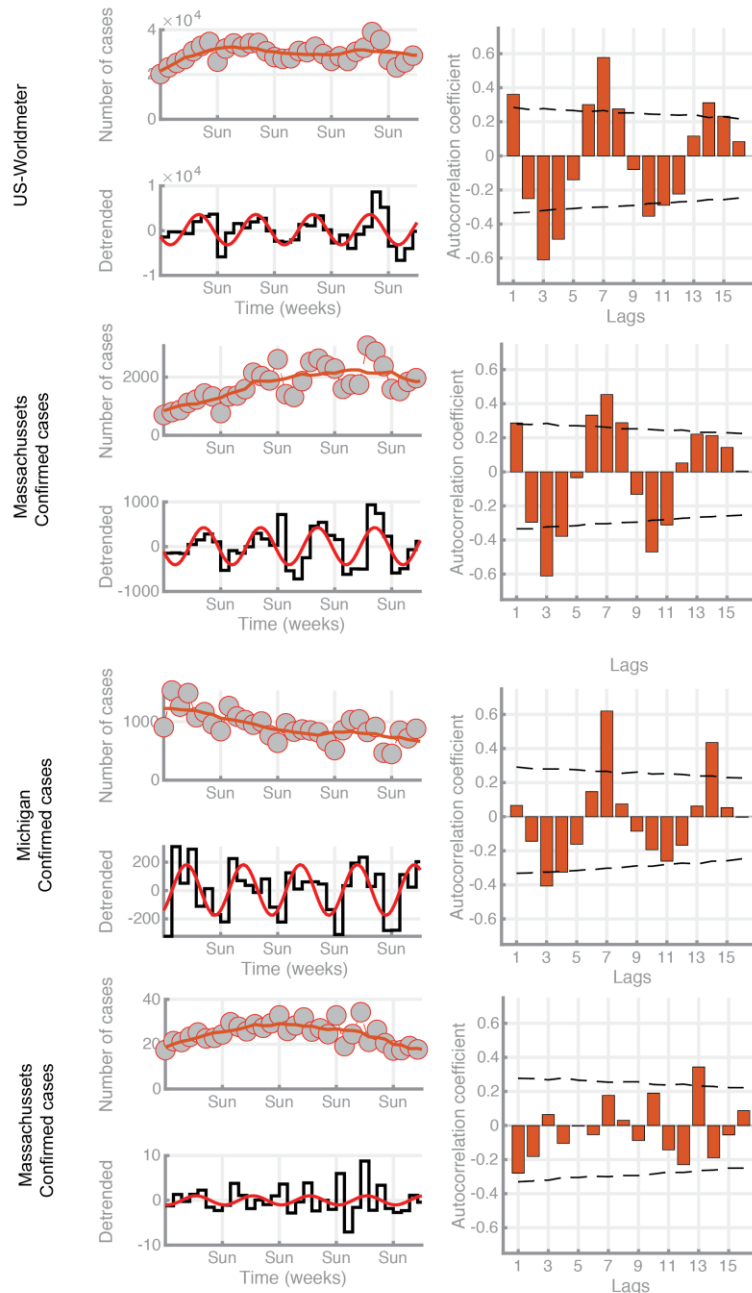 US-Worldmeter
Number of cases
×10⁴
4
2
0
Sun Sun Sun Sun
Detrended
×10⁴
1
0
-1
Sun Sun Sun Sun
Time (weeks)
Autocorrelation coefficient
0.6
0.4
0.2
0
-0.2
-0.4
-0.6
1 3 5 7 9 11 13 15
Lags
Massachussets
Confirmed cases
Number of cases
2000
0
Sun Sun Sun Sun
Detrended
1000
0
-1000
Sun Sun Sun Sun
Time (weeks)
Autocorrelation coefficient
0.6
0.4
0.2
0
-0.2
-0.4
-0.6
1 3 5 7 9 11 13 15
Lags
Michigan
Confirmed cases
Number of cases
1000
0
Sun Sun Sun Sun
Detrended
200
0
-200
Sun Sun Sun Sun
Time (weeks)
Autocorrelation coefficient
0.6
0.4
0.2
0
-0.2
-0.4
-0.6
1 3 5 7 9 11 13 15
Lags
Massachussets
Confirmed cases
Number of cases
40
20
0
Sun Sun Sun Sun
Detrended
10
0
-10
Sun Sun Sun Sun
Time (weeks)
Autocorrelation coefficient
0.6
0.4
0.2
0
-0.2
-0.4
-0.6
1 3 5 7 9 11 13 15
Lags